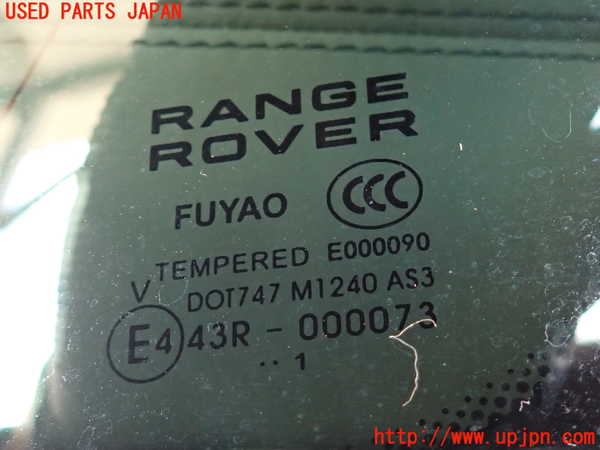 USED PARTS JAPAN
RANGE
ROVER
FUYAO CCC
TEMPERED E000090
V
DOT747 M1240 AS3
E4 43R - 000073
.. 1
http://www.upjpn.com/